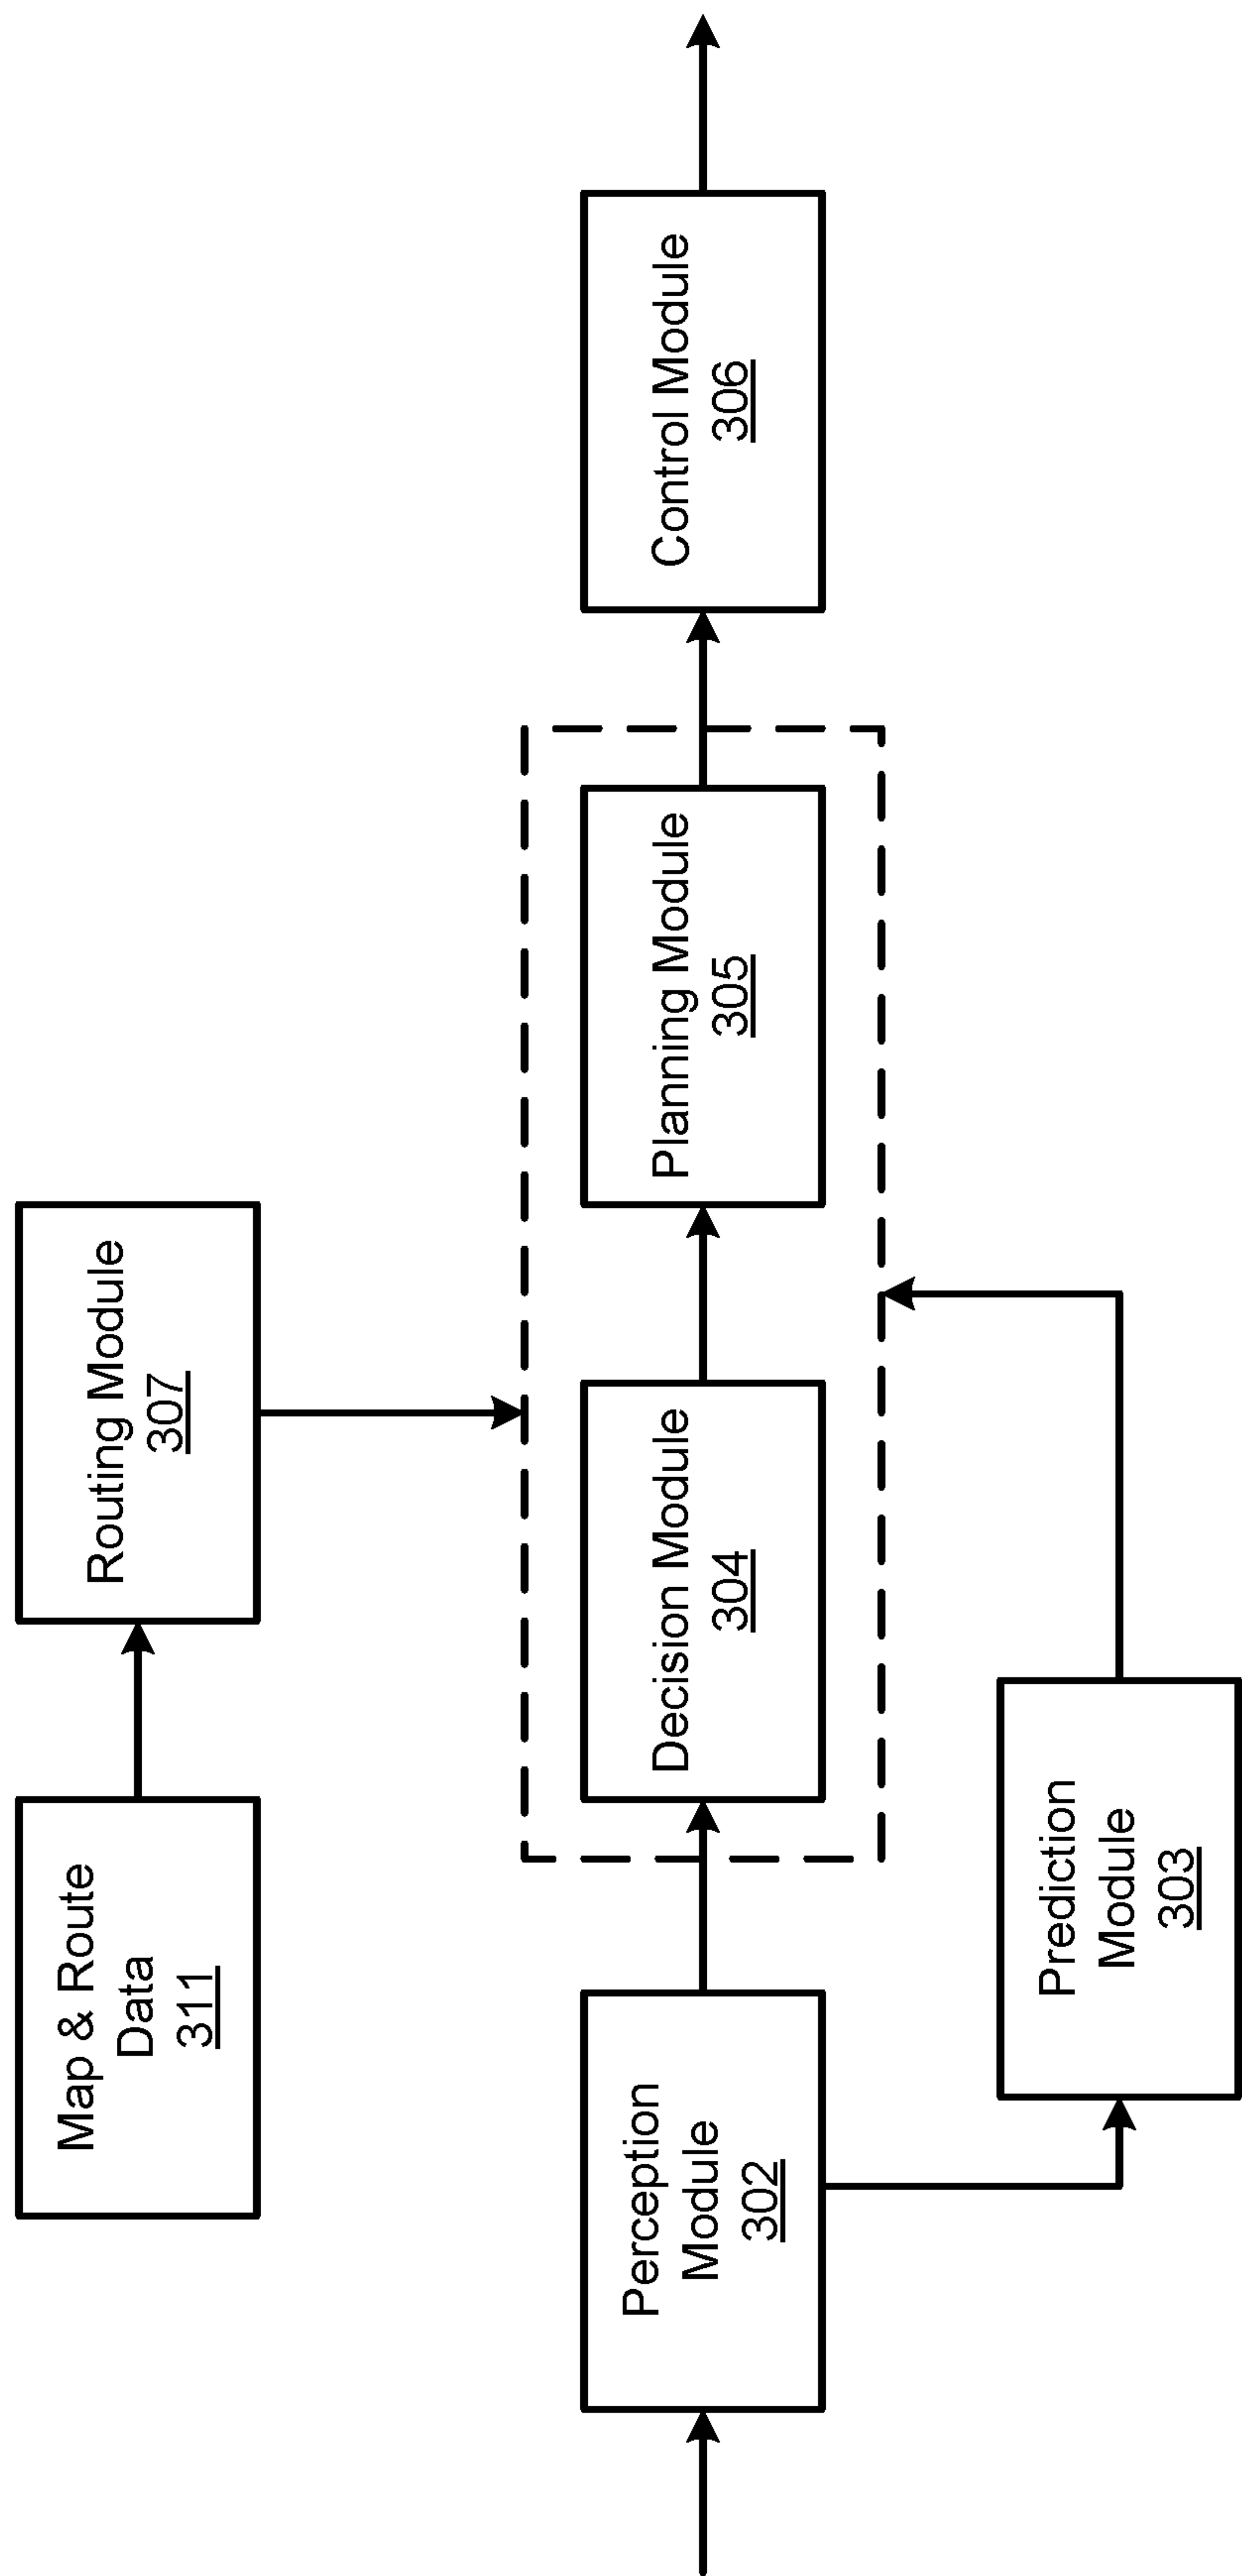 Map & Route
Data
311
Routing Module
307
Perception
Module
302
Decision Module
304
Planning Module
305
Control Module
306
Prediction
Module
303